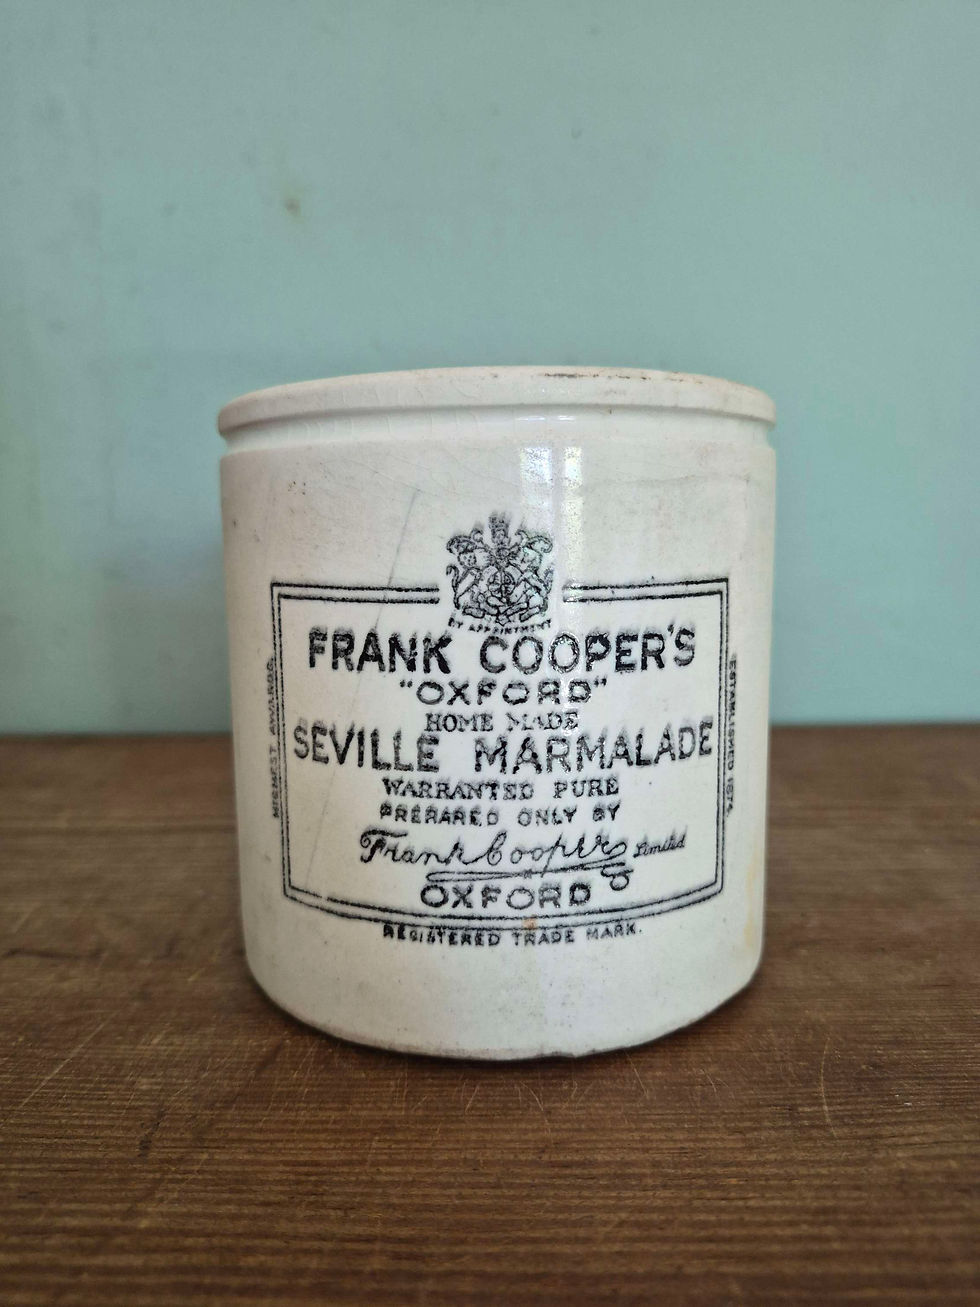 BY APPOINTMENT
FRANK COOPER'S
"OXFORD"
HOME MADE
SEVILLE MARMALADE
WARRANTED PURE
PREPARED ONLY BY
Frank Cooper Limited
OXFORD
REGISTERED TRADE MARK.
HIGHEST AWARDS.
ESTABLISHED 1874.